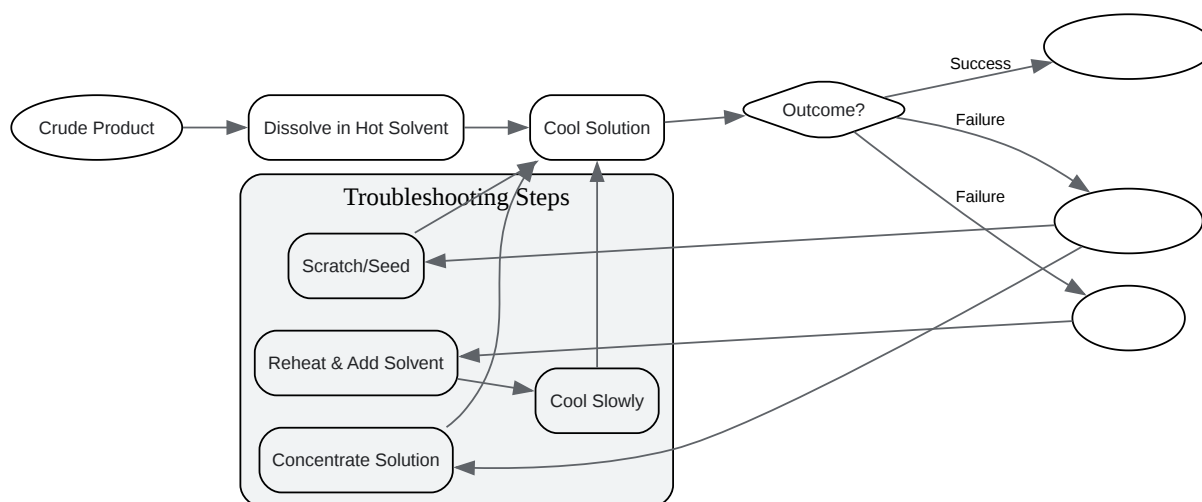 Crude Product
Dissolve in Hot Solvent
Cool Solution
Outcome?
Success
Failure
Failure
Troubleshooting Steps
Scratch/Seed
Reheat & Add Solvent
Cool Slowly
Concentrate Solution